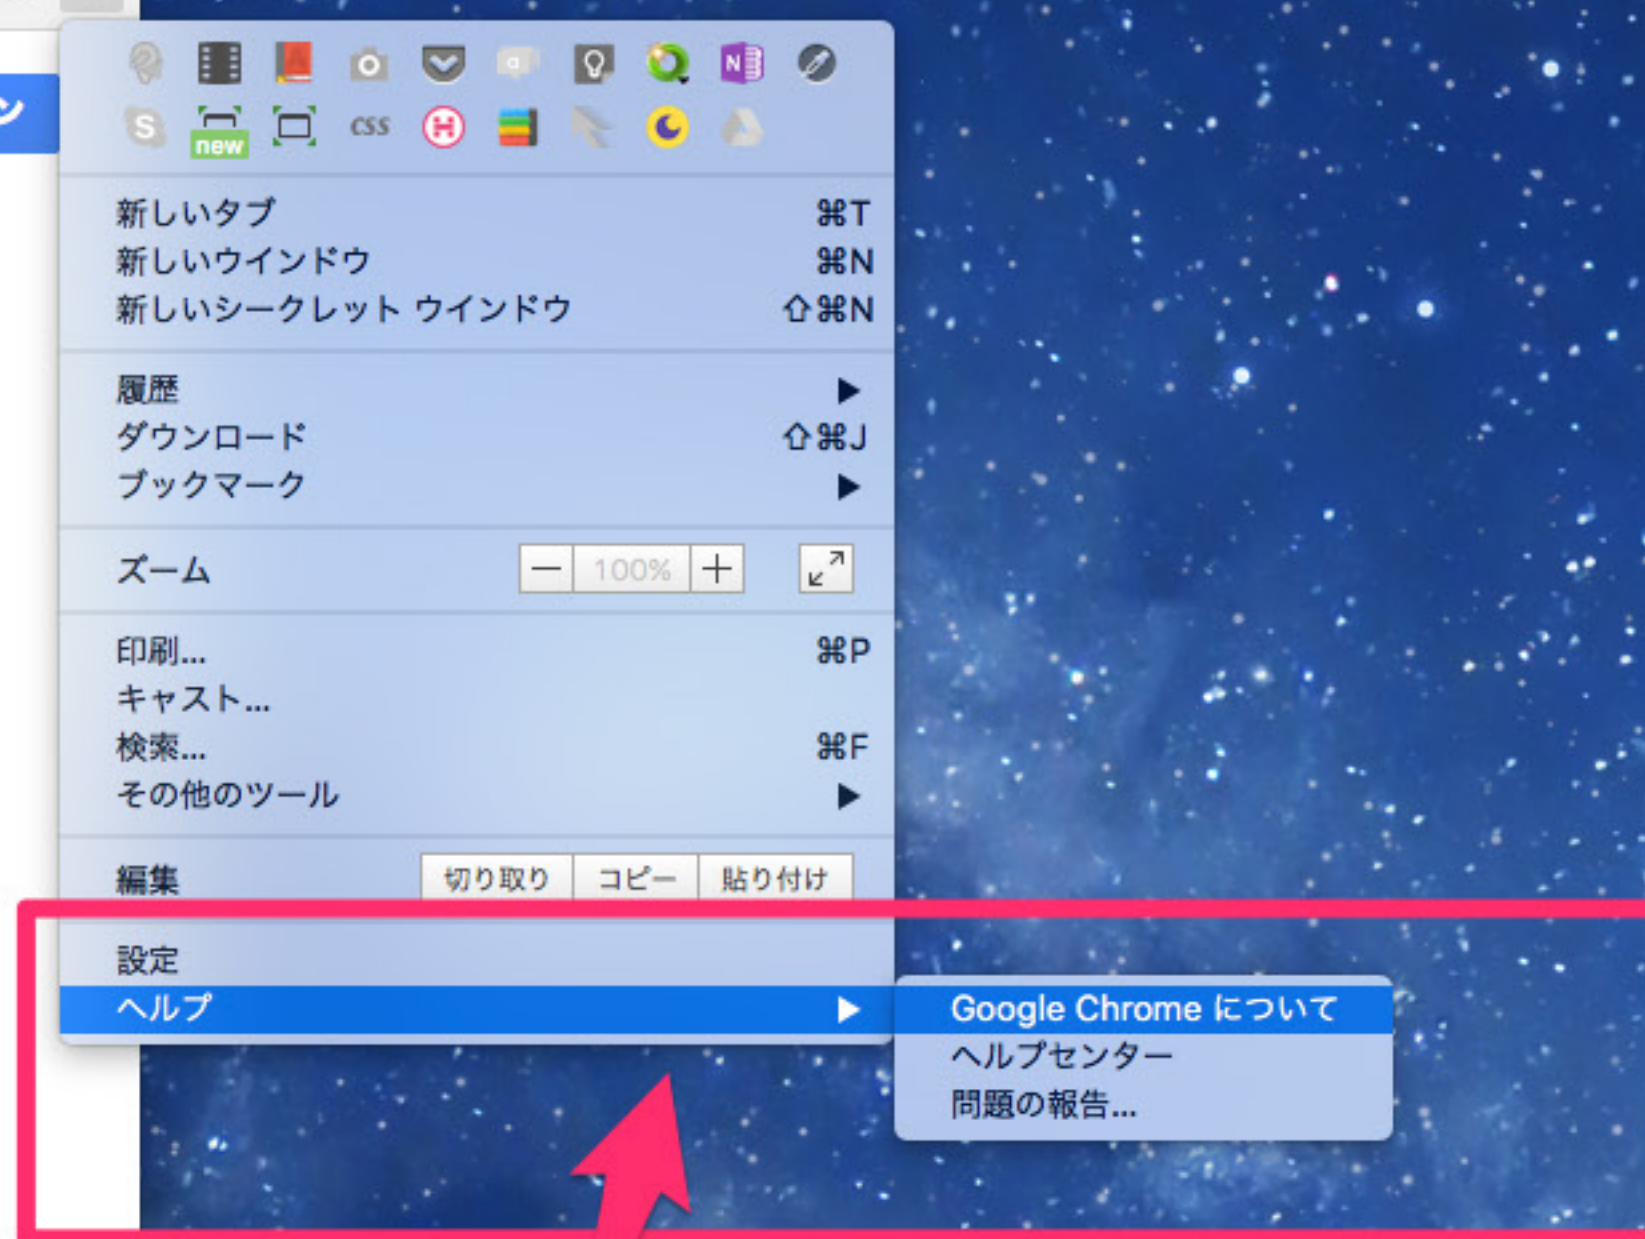 ン
new
CSS
新しいタブ ⌘T
新しいウインドウ ⌘N
新しいシークレット ウインドウ ⇧⌘N
履歴 ▶
ダウンロード ⇧⌘J
ブックマーク ▶
ズーム − 100% +
印刷... ⌘P
キャスト...
検索... ⌘F
その他のツール ▶
編集 切り取り コピー 貼り付け
設定
ヘルプ ▶
Google Chrome について
ヘルプセンター
問題の報告...